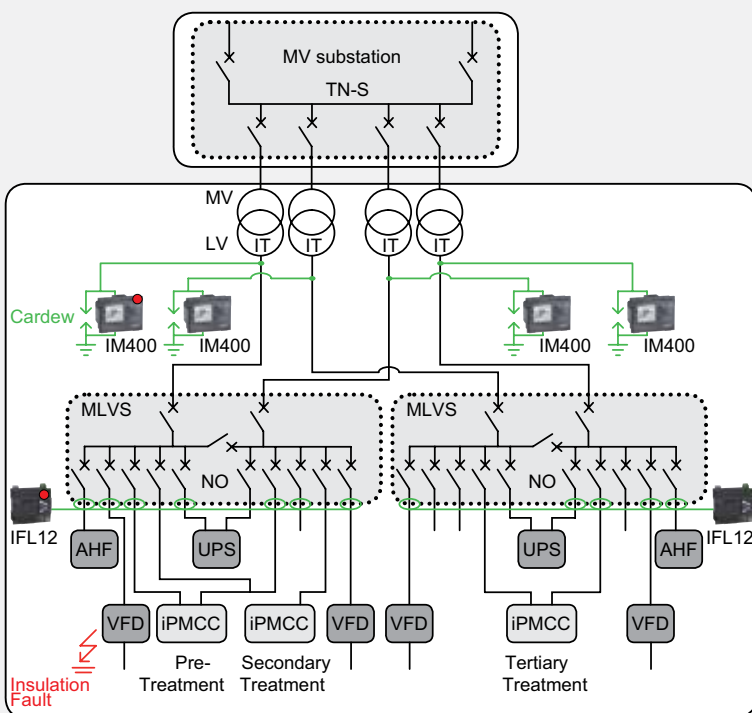 MV substation
TN-S
MV
LV
IT
IT
IT
IT
Cardew
IM400
IM400
IM400
IM400
MLVS
MLVS
NO
NO
IFL12
IFL12
AHF
UPS
UPS
AHF
VFD
iPMCC
iPMCC
VFD
VFD
iPMCC
VFD
Insulation
Fault
Pre-
Treatment
Secondary
Treatment
Tertiary
Treatment